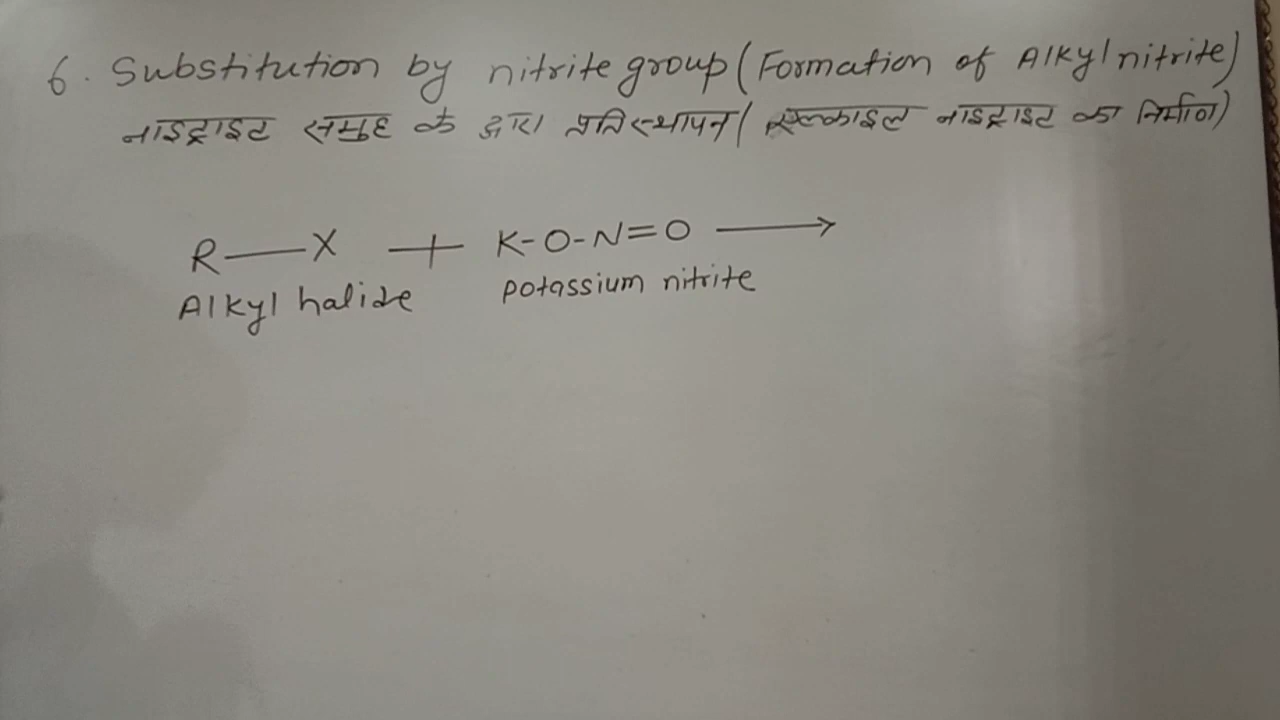 6. Substitution by nitrite group (Formation of Alkyl nitrite)
नाइट्राइट समुह के द्वारा प्रतिस्थापन (एल्काइल नाइट्राइट का निर्माण)
R—X + K-O-N=O ⟶
Alkyl halide potassium nitrite